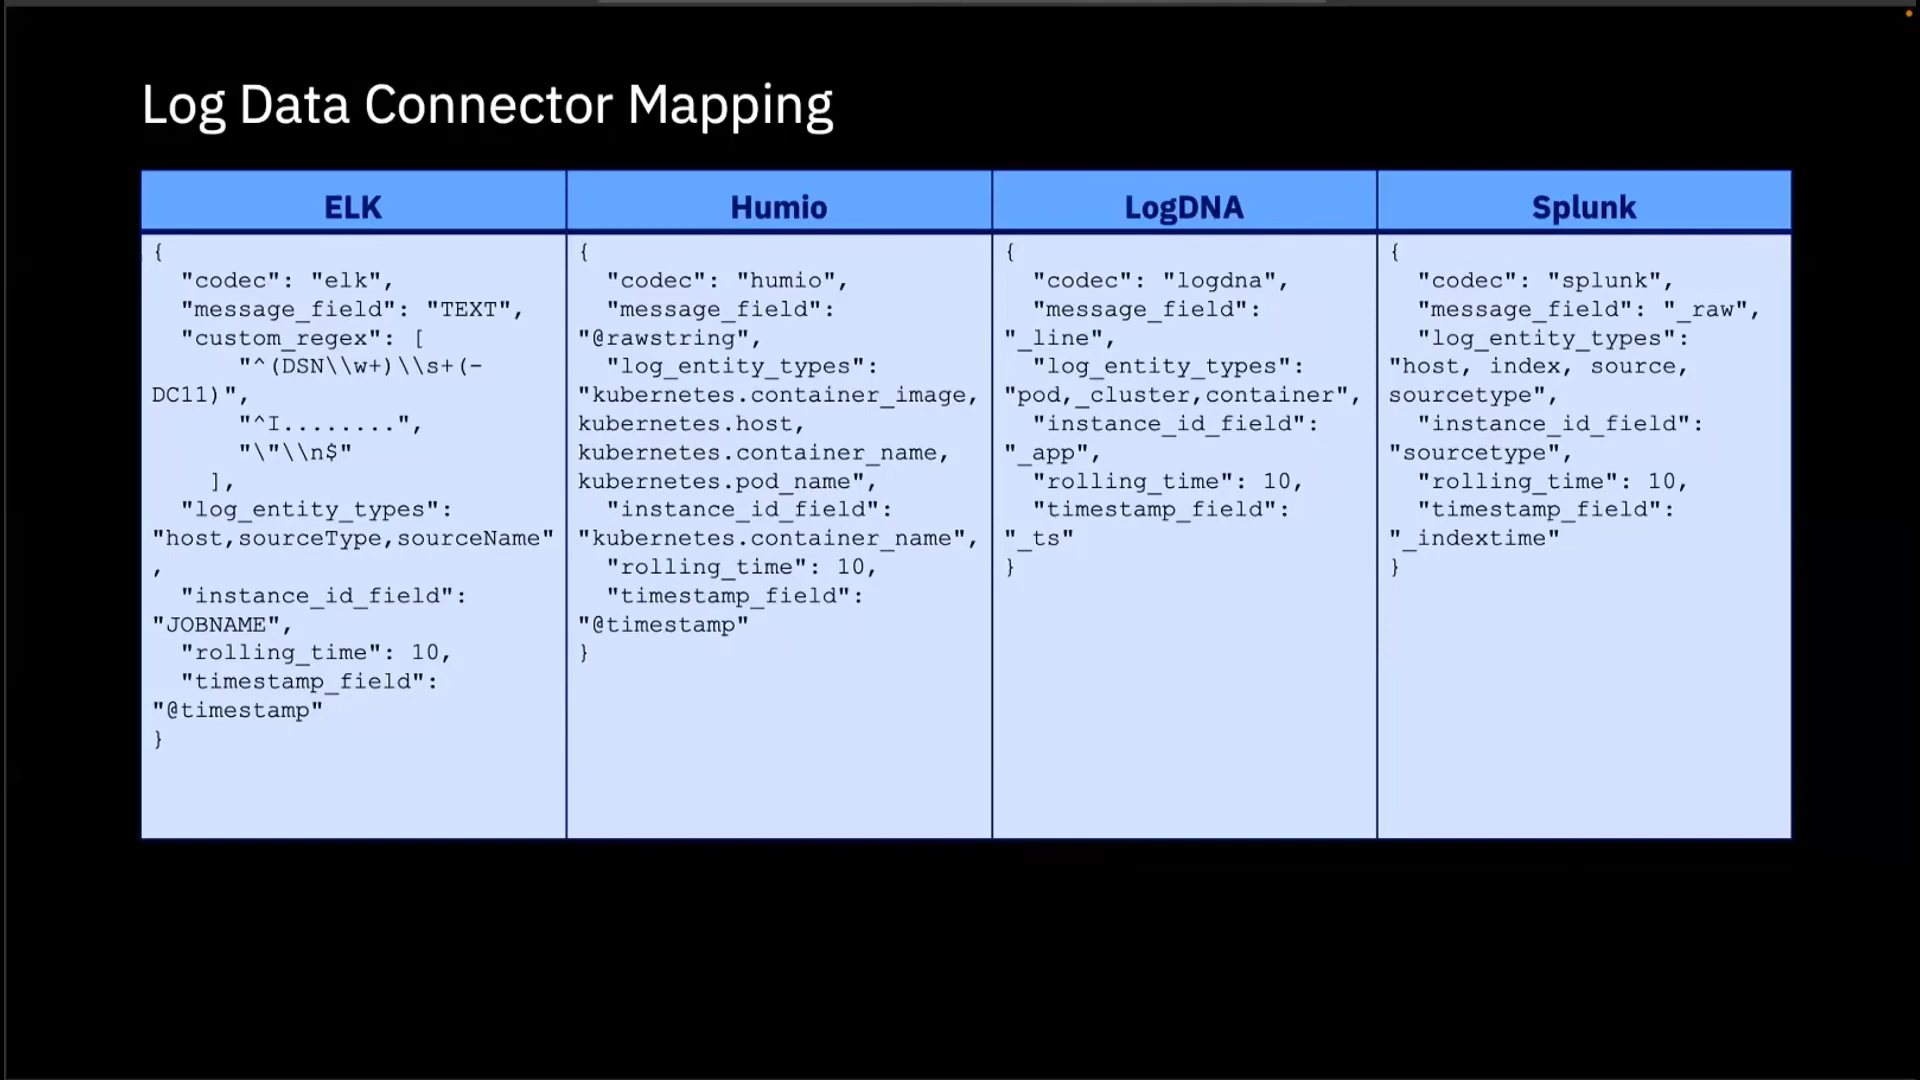 Log Data Connector Mapping
ELK
{
"codec": "elk",
"message_field": "TEXT",
"custom_regex": [
"^(DSN\\w+)\\s+(-
DC11)",
"^I........",
"\"\\n$"
],
"log_entity_types":
"host,sourceType,sourceName"
,
"instance_id_field":
"JOBNAME",
"rolling_time": 10,
"timestamp_field":
"@timestamp"
}
Humio
{
"codec": "humio",
"message_field":
"@rawstring",
"log_entity_types":
"kubernetes.container_image,
kubernetes.host,
kubernetes.container_name,
kubernetes.pod_name",
"instance_id_field":
"kubernetes.container_name",
"rolling_time": 10,
"timestamp_field":
"@timestamp"
}
LogDNA
{
"codec": "logdna",
"message_field":
"_line",
"log_entity_types":
"pod,_cluster,container",
"instance_id_field":
"_app",
"rolling_time": 10,
"timestamp_field":
"_ts"
}
Splunk
{
"codec": "splunk",
"message_field": "_raw",
"log_entity_types":
"host, index, source,
sourcetype",
"instance_id_field":
"sourcetype",
"rolling_time": 10,
"timestamp_field":
"_indextime"
}